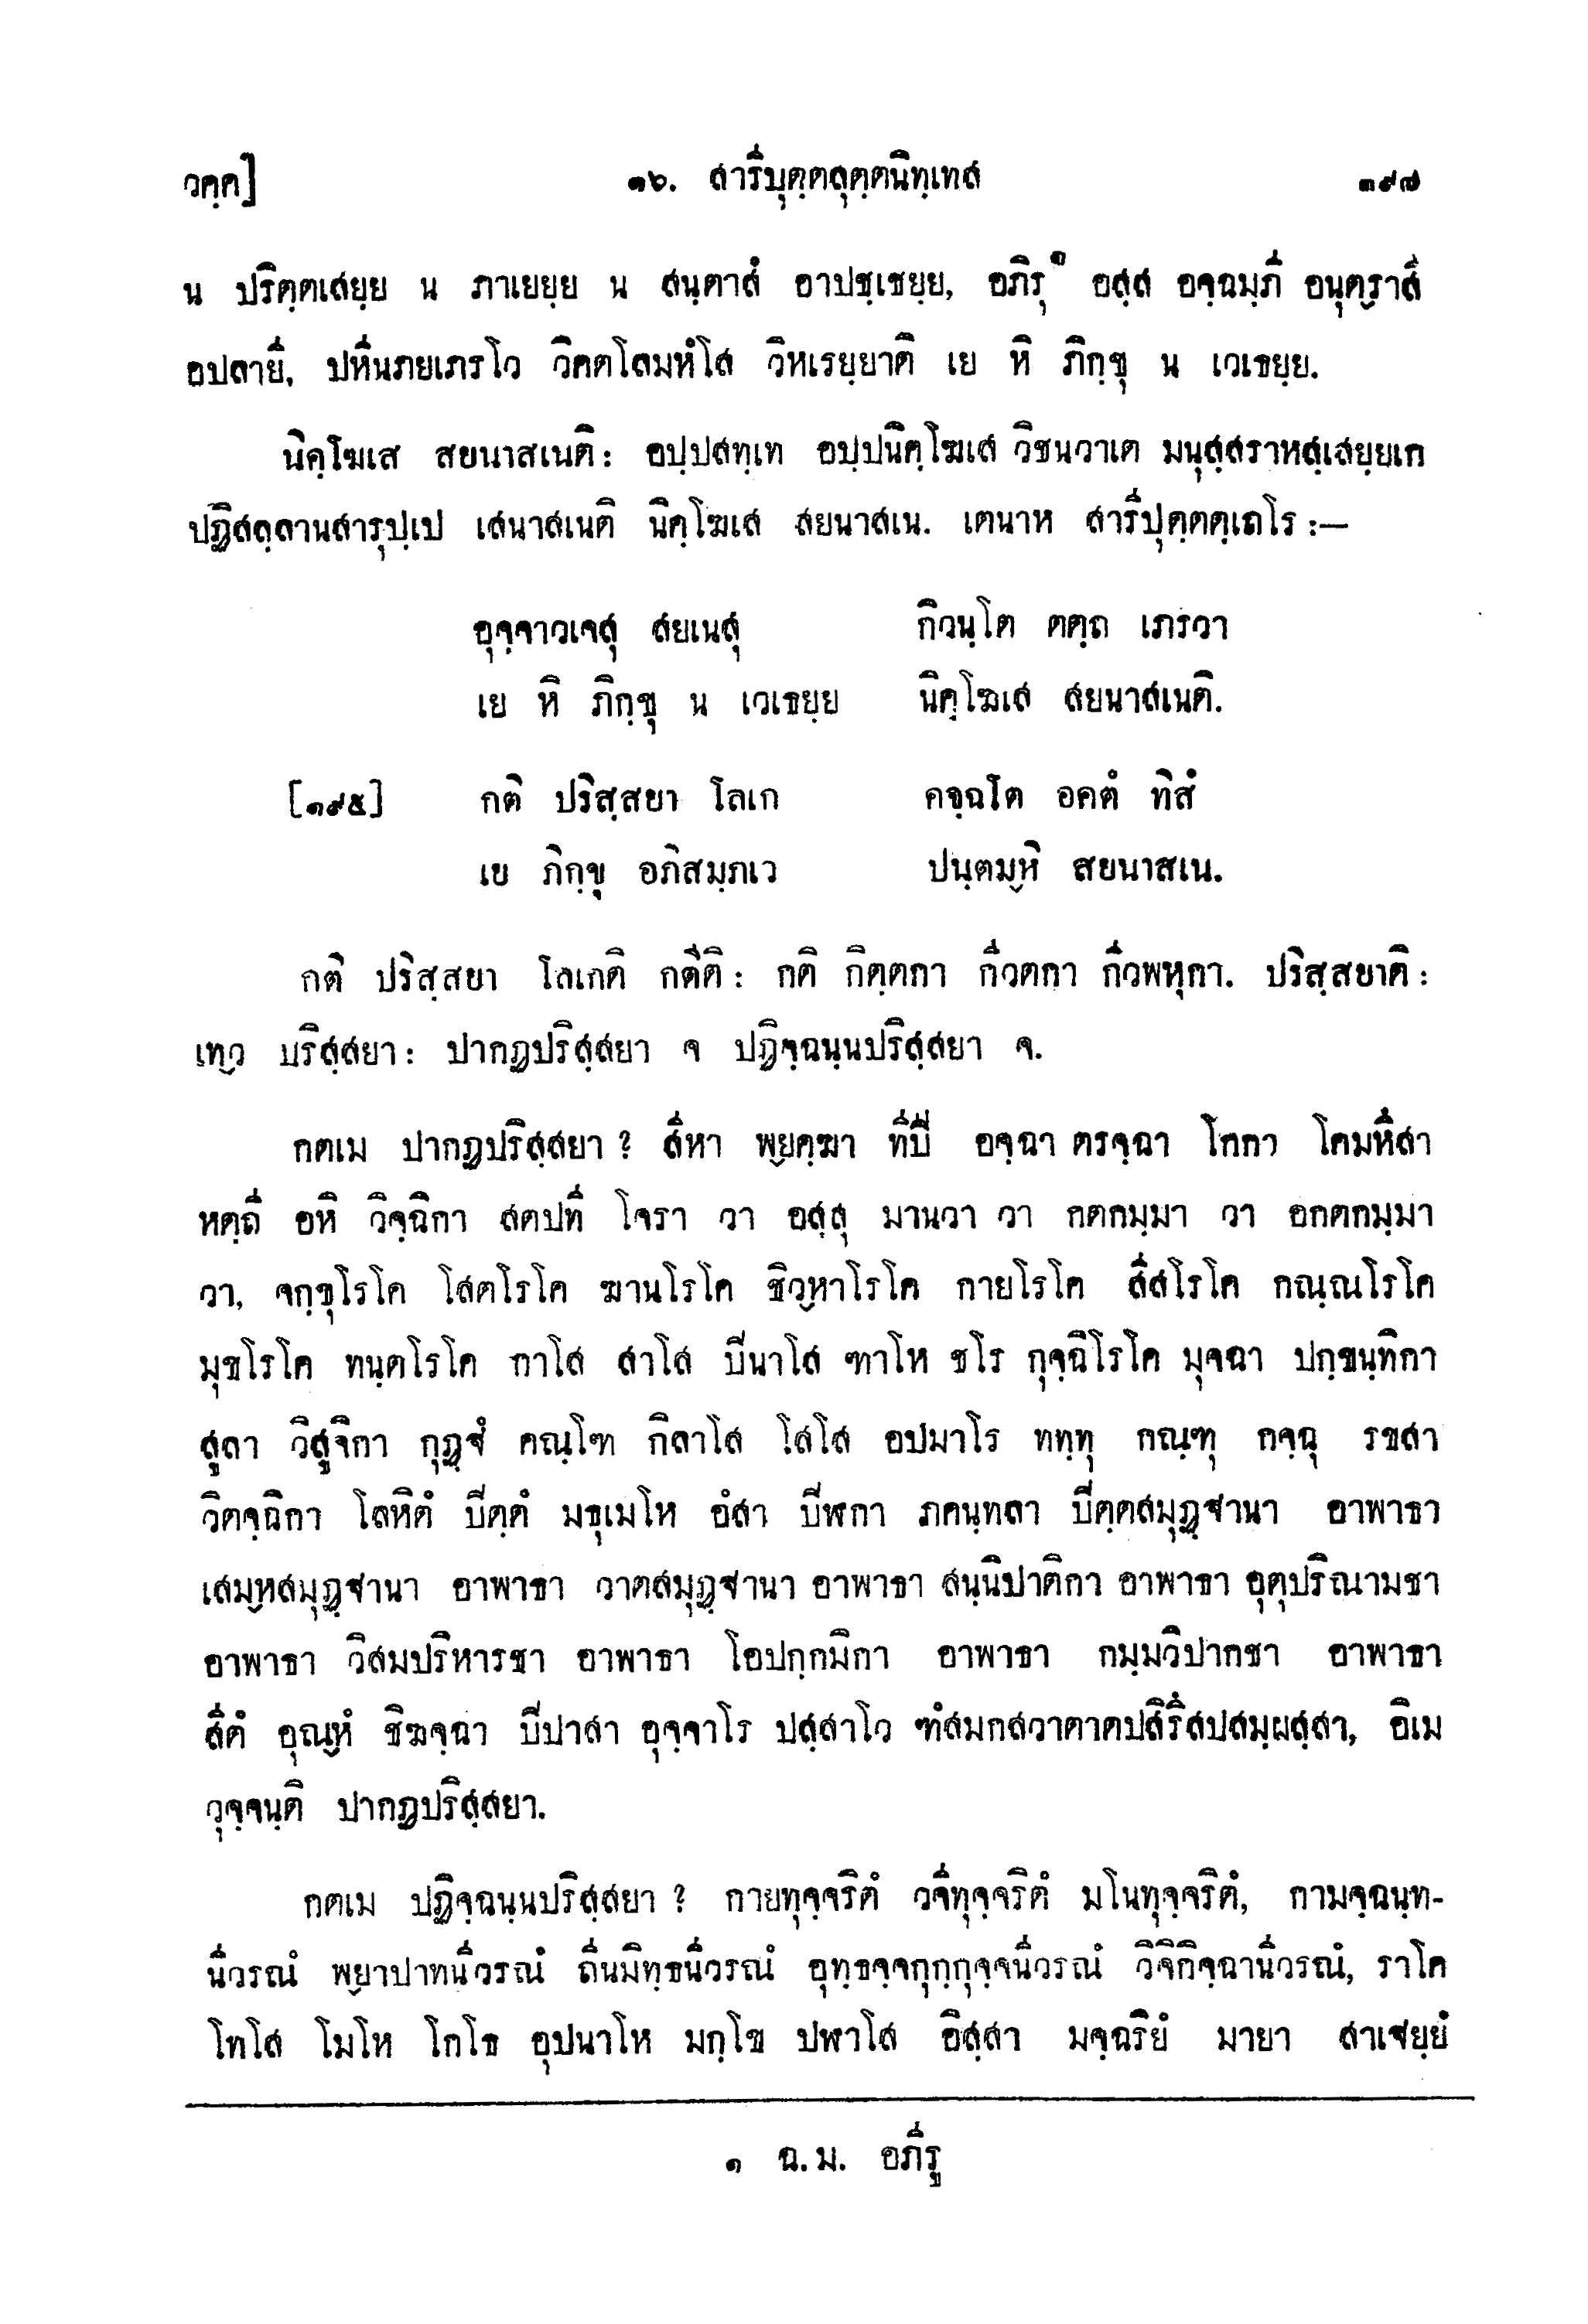 วคฺค]
๑๖. สารีปุตฺตสุตฺตนิทฺเทส
๓๙๗
น ปริตฺตเสยฺย น ภาเยยฺย น สนฺตาสํ อาปชฺเชยฺย, อภิรุ ๑ อสฺส อจฺฉมฺภี อนุตฺราสี
อปลายี, ปหีนภยเภรโว วิคตโลมหํโส วิหเรยฺยาติ เย หิ ภิกฺขุ น เวเธยฺย.
นิคฺโฆเส สยนาสเนติ: อปฺปสทฺเท อปฺปนิคฺโฆเส วิชนวาเต มนุสฺสราหสฺเสยฺยเก
ปฏิสลฺลานสารุปฺเป เสนาสเนติ นิคฺโฆเส สยนาสเน. เตนาห สารีปุตฺตตฺเถโร :—
อุจฺจาวเจสุ สยเนสุ กิวนฺโต ตตฺถ เภรวา
เย หิ ภิกฺขุ น เวเธยฺย นิคฺโฆเส สยนาสเนติ.
[๑๙๕] กติ ปริสฺสยา โลเก คจฺฉโต อคตํ ทิสํ
เย ภิกฺขุ อภิสมฺภเว ปนฺตมฺหิ สยนาสเน.
กติ ปริสฺสยา โลเกติ กตีติ: กติ กิตฺตกา กีวตกา กีวพหุกา. ปริสฺสยาติ:
เทฺว ปริสฺสยา: ปากฏปริสฺสยา จ ปฏิจฺฉนฺนปริสฺสยา จ.
กตเม ปากฏปริสฺสยา ? สีหา พฺยคฺฆา ทีปี อจฺฉา ตรจฺฉา โกกา โคมหีสา
หตฺถี อหิ วิจฺฉิกา สตปที โจรา วา อสฺสุ มานวา วา กตกมฺมา วา อกตกมฺมา
วา, จกฺขุโรโค โสตโรโค ฆานโรโค ชิวฺหาโรโค กายโรโค สีสโรโค กณฺณโรโค
มุขโรโค ทนฺตโรโค กาโส สาโส ปีนาโส ฑาโห ชโร กุจฺฉิโรโค มุจฉา ปกฺขนฺทิกา
สูลา วิสูจิกา กุฏฺฐํ คณฺโฑ กิลาโส โสโส อปมาโร ททฺทุ กณฺฑุ กจฺฉุ รขสา
วิตจฺฉิกา โลหิตํ ปีตฺตํ มธุเมโห อํสา ปีฬกา ภคนฺทลา ปีตฺตสมุฏฺฐานา อาพาธา
เสมฺหสมุฏฺฐานา อาพาธา วาตสมุฏฺฐานา อาพาธา สนฺนิปาติกา อาพาธา อุตุปริณามชา
อาพาธา วิสมปริหารชา อาพาธา โอปกฺกมิกา อาพาธา กมฺมวิปากชา อาพาธา
สีตํ อุณฺหํ ชิฆจฺฉา ปีปาสา อุจฺจาโร ปสฺสาโว ฑํสมกสวาตาตปสิรึสปสมฺผสฺสา, อิเม
วุจฺจนฺติ ปากฏปริสฺสยา.
กตเม ปฏิจฺฉนฺนปริสฺสยา ? กายทุจฺจริตํ วจีทุจฺจริตํ มโนทุจฺจริตํ, กามจฺฉนฺท-
นีวรณํ พฺยาปาทนีวรณํ ถีนมิทฺธนีวรณํ อุทฺธจฺจกุกฺกุจฺจนีวรณํ วิจิกิจฺฉานีวรณํ, ราโค
โทโส โมโห โกโธ อุปนาโห มกฺโข ปฬาโส อิสฺสา มจฺฉริยํ มายา สาเฐยฺยํ
๑ ฉ.ม. อภีรู